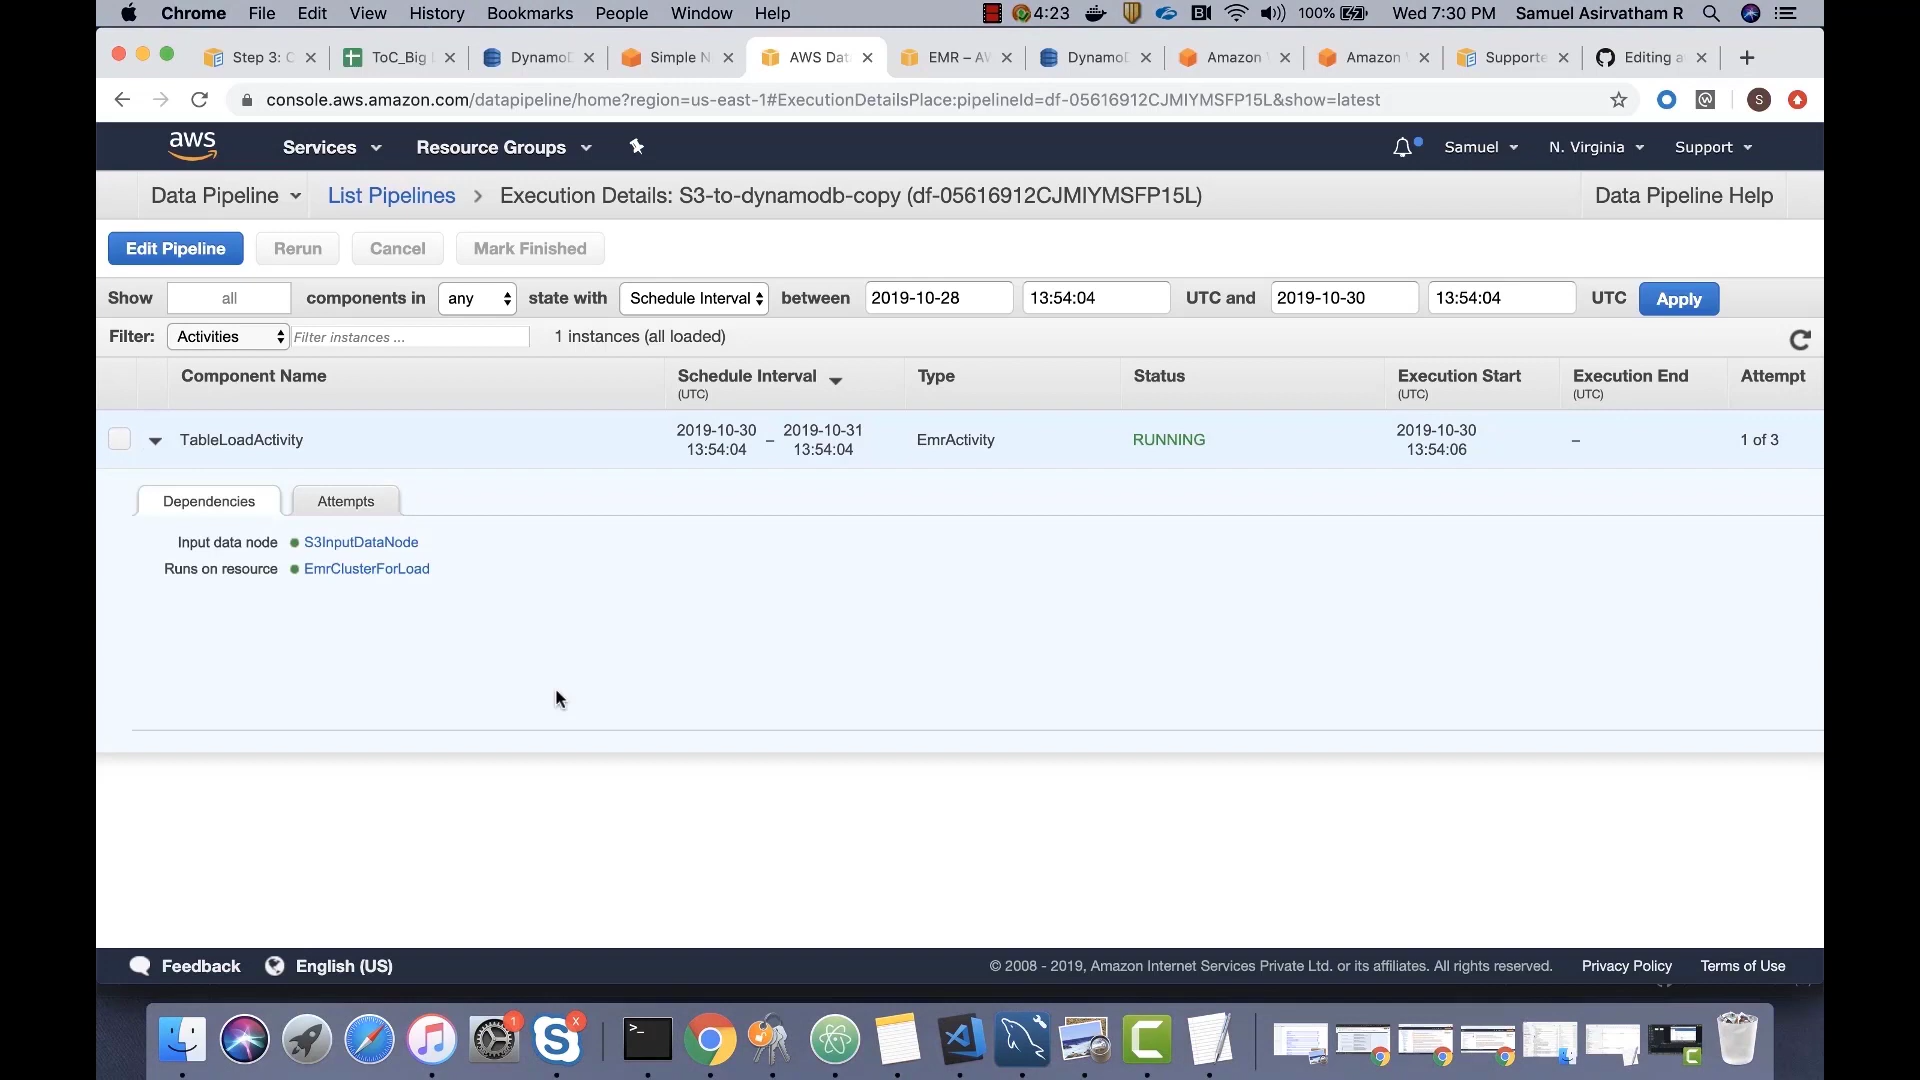 Chrome File Edit View History Bookmarks People Window Help 4:23 100% Wed 7:30 PM Samuel Asirvatham R
Step 3: C ToC_Big DynamoD Simple N AWS Dat EMR – AW DynamoD Amazon Amazon Supporte Editing a
console.aws.amazon.com/datapipeline/home?region=us-east-1#ExecutionDetailsPlace:pipelineId=df-05616912CJMIYMSFP15L&show=latest S
aws Services Resource Groups Samuel N. Virginia Support
Data Pipeline List Pipelines Execution Details: S3-to-dynamodb-copy (df-05616912CJMIYMSFP15L) Data Pipeline Help
Edit Pipeline Rerun Cancel Mark Finished
Show all components in any state with Schedule Interval between 2019-10-28 13:54:04 UTC and 2019-10-30 13:54:04 UTC Apply
Filter: Activities Filter instances ... 1 instances (all loaded)
Component Name Schedule Interval Type Status Execution Start Execution End Attempt
(UTC) (UTC) (UTC)
TableLoadActivity 2019-10-30 13:54:04 – 2019-10-31 13:54:04 EmrActivity RUNNING 2019-10-30 13:54:06 – 1 of 3
Dependencies Attempts
Input data node S3InputDataNode
Runs on resource EmrClusterForLoad
Feedback English (US) © 2008 - 2019, Amazon Internet Services Private Ltd. or its affiliates. All rights reserved. Privacy Policy Terms of Use